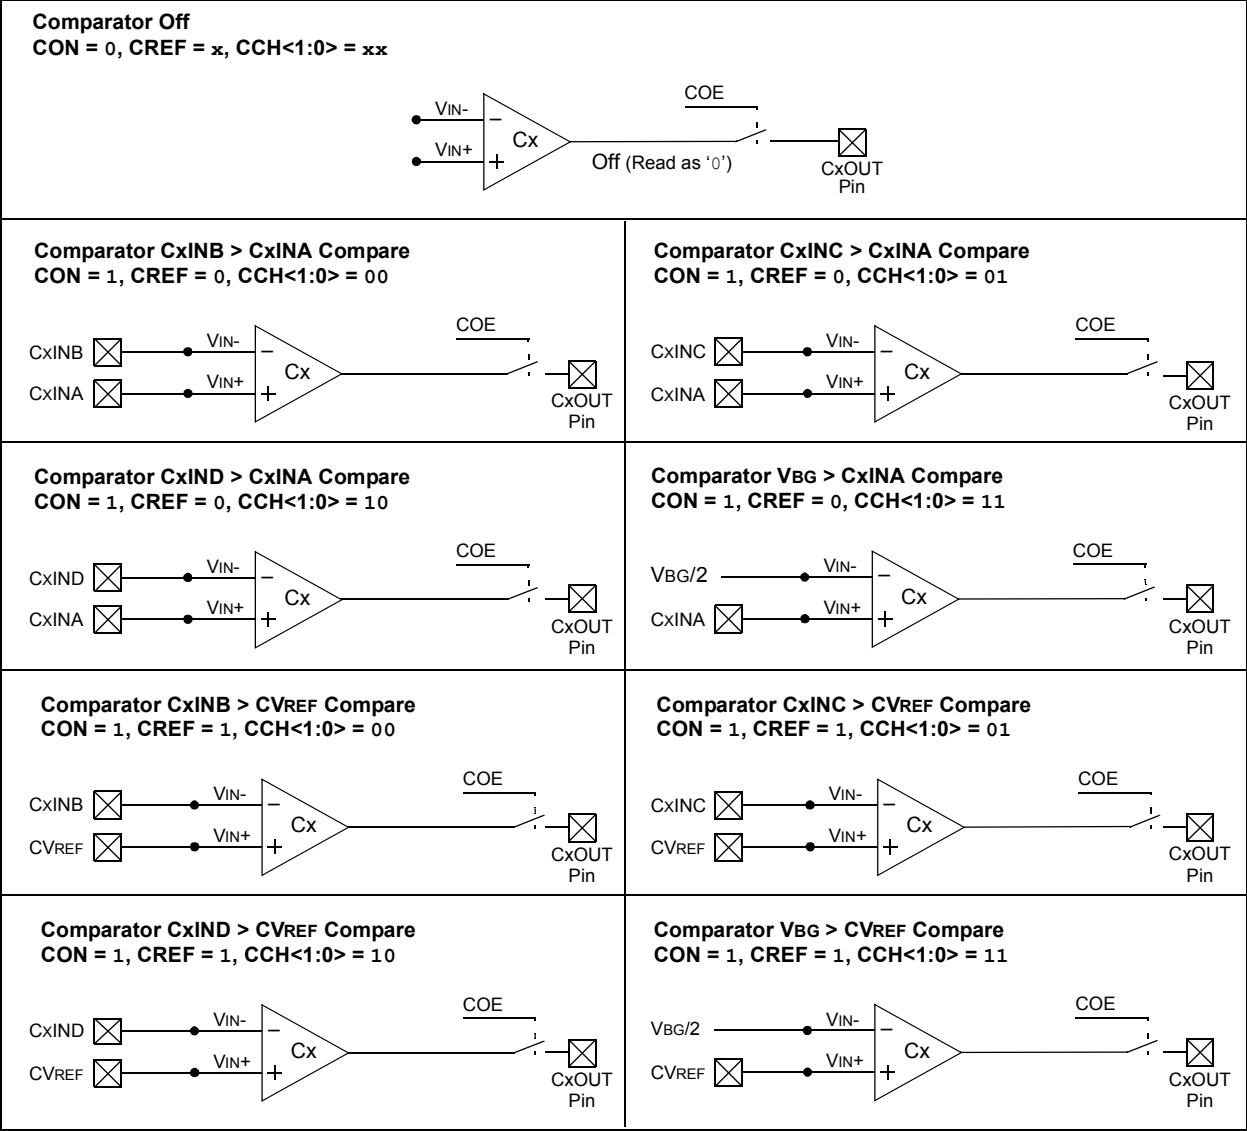 Comparator Off
CON = 0, CREF = x, CCH<1:0> = xx
COE
VIN-
VIN+
Cx
Off (Read as ‘0’)
CxOUT
Pin
Comparator CxINB > CxINA Compare
CON = 1, CREF = 0, CCH<1:0> = 00
COE
CxINB
VIN-
CxINA
VIN+
Cx
CxOUT
Pin
Comparator CxINC > CxINA Compare
CON = 1, CREF = 0, CCH<1:0> = 01
COE
CxINC
VIN-
CxINA
VIN+
Cx
CxOUT
Pin
Comparator CxIND > CxINA Compare
CON = 1, CREF = 0, CCH<1:0> = 10
COE
CxIND
VIN-
CxINA
VIN+
Cx
CxOUT
Pin
Comparator VBG > CxINA Compare
CON = 1, CREF = 0, CCH<1:0> = 11
COE
VBG/2
VIN-
CxINA
VIN+
Cx
CxOUT
Pin
Comparator CxINB > CVREF Compare
CON = 1, CREF = 1, CCH<1:0> = 00
COE
CxINB
VIN-
CVREF
VIN+
Cx
CxOUT
Pin
Comparator CxINC > CVREF Compare
CON = 1, CREF = 1, CCH<1:0> = 01
COE
CxINC
VIN-
CVREF
VIN+
Cx
CxOUT
Pin
Comparator CxIND > CVREF Compare
CON = 1, CREF = 1, CCH<1:0> = 10
COE
CxIND
VIN-
CVREF
VIN+
Cx
CxOUT
Pin
Comparator VBG > CVREF Compare
CON = 1, CREF = 1, CCH<1:0> = 11
COE
VBG/2
VIN-
CVREF
VIN+
Cx
CxOUT
Pin